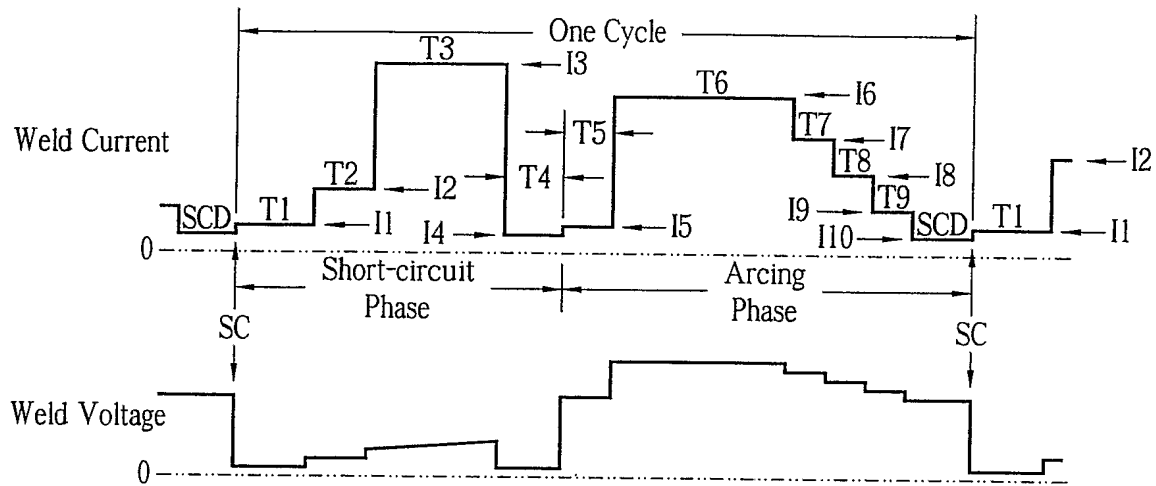 One Cycle
T3
I3
T6
I6
T5
T7
I7
Weld Current
T2
T4
T8
I8
I2
I2
SCD
T1
I1
T9
I9
SCD
T1
I4
I5
I10
I1
0
Short-circuit
Phase
Arcing
Phase
SC
SC
Weld Voltage
0